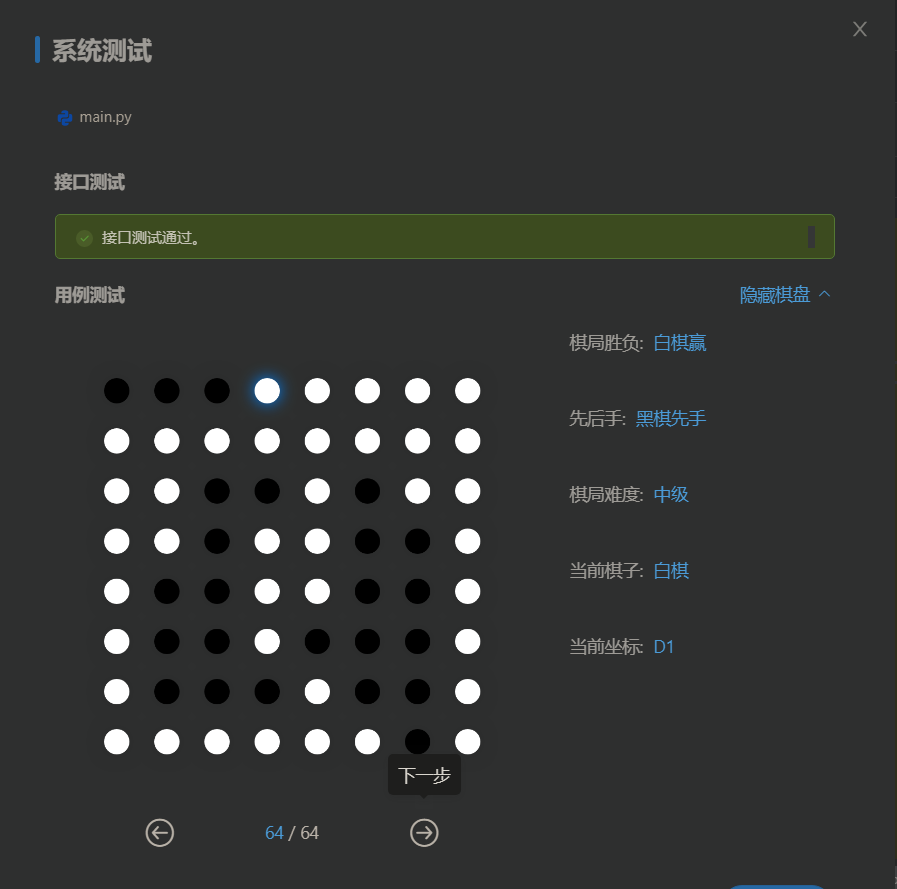 系统测试
main.py
接口测试
接口测试通过。
用例测试
隐藏棋盘
棋局胜负: 白棋赢
先后手: 黑棋先手
棋局难度: 中级
当前棋子: 白棋
当前坐标: D1
下一步
64 / 64